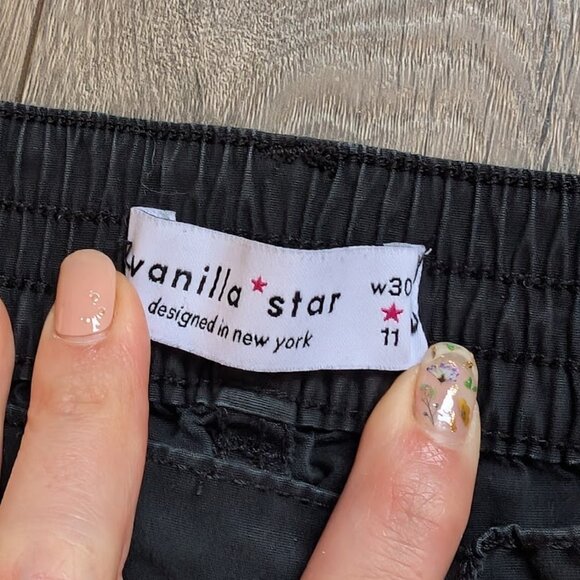 vanilla*star
designed in new york
w30
★
11